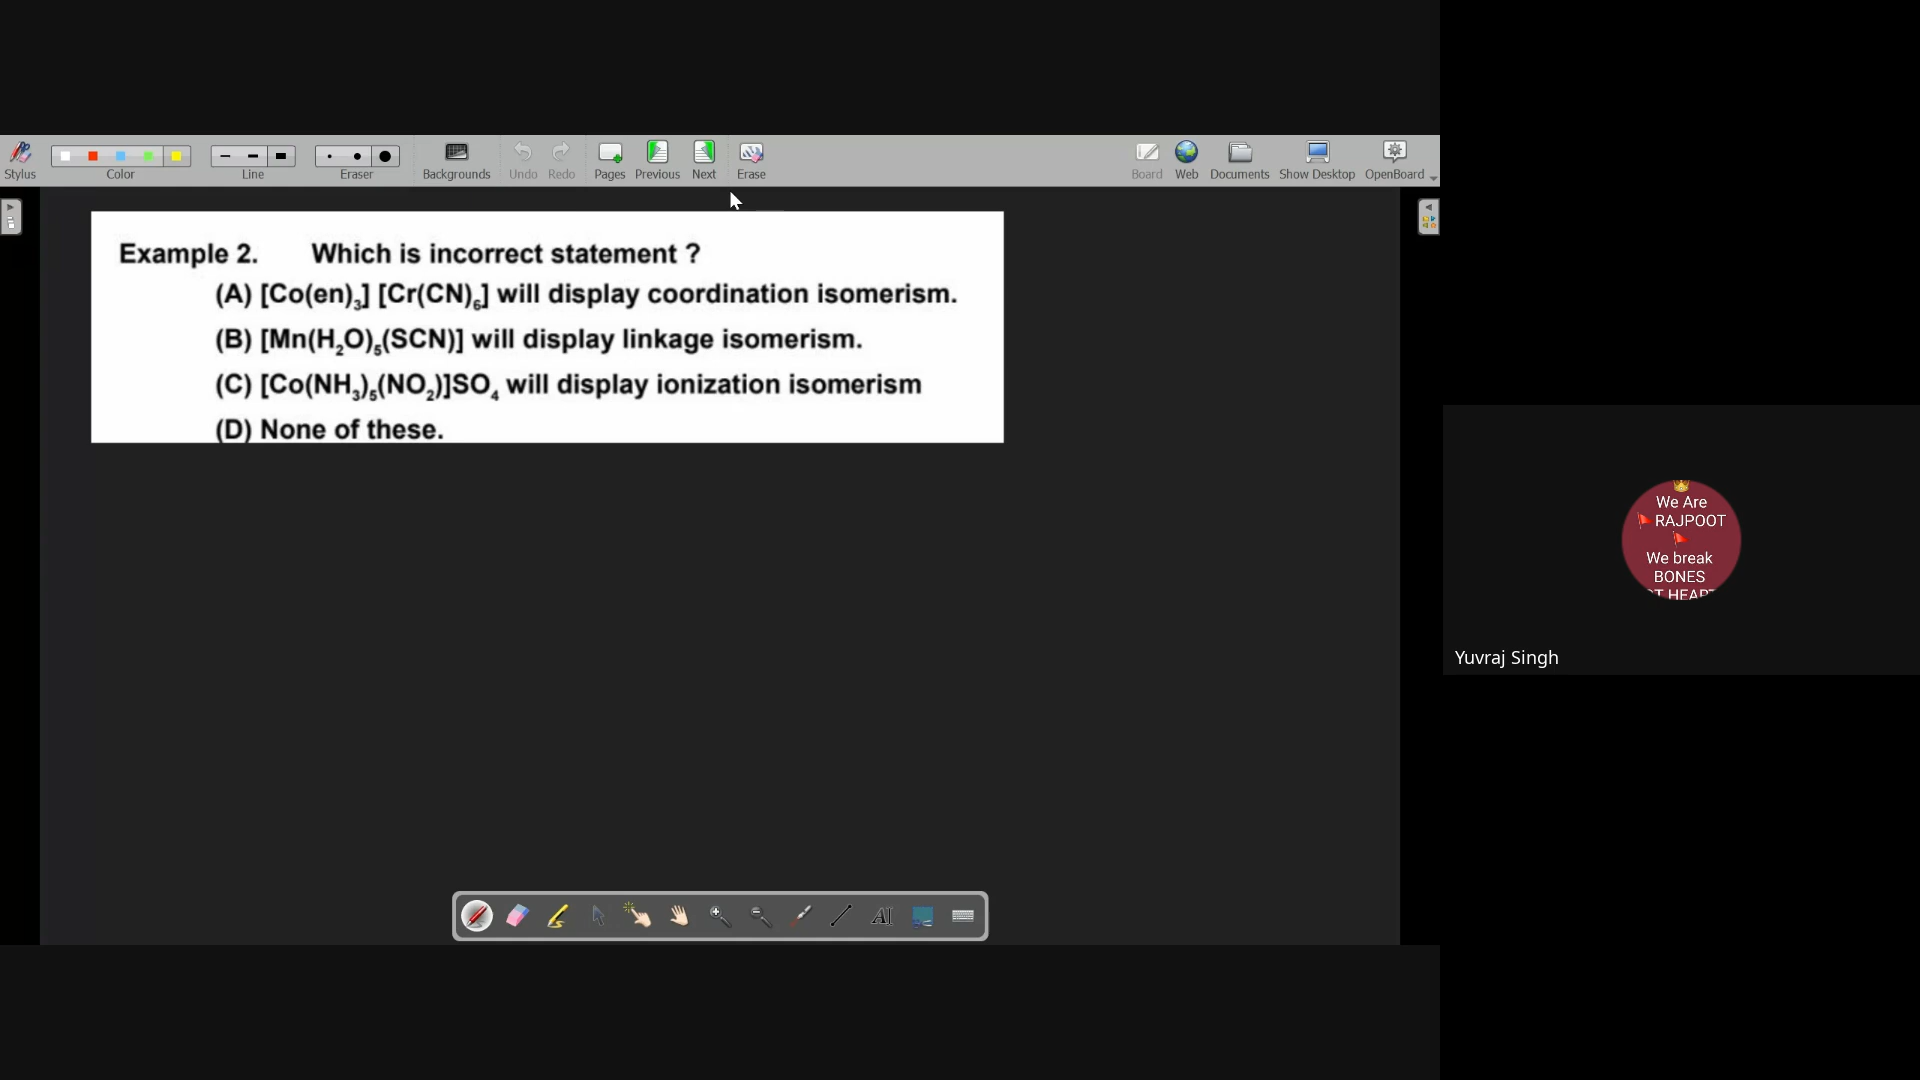 Stylus Color Line Eraser Backgrounds Undo Redo Pages Previous Next Erase Board Web Documents Show Desktop OpenBoard
Example 2. Which is incorrect statement ?
(A) [Co(en)₃] [Cr(CN)₆] will display coordination isomerism.
(B) [Mn(H₂O)₅(SCN)] will display linkage isomerism.
(C) [Co(NH₃)₅(NO₂)]SO₄ will display ionization isomerism
(D) None of these.
We Are
RAJPOOT
We break
BONES
Yuvraj Singh